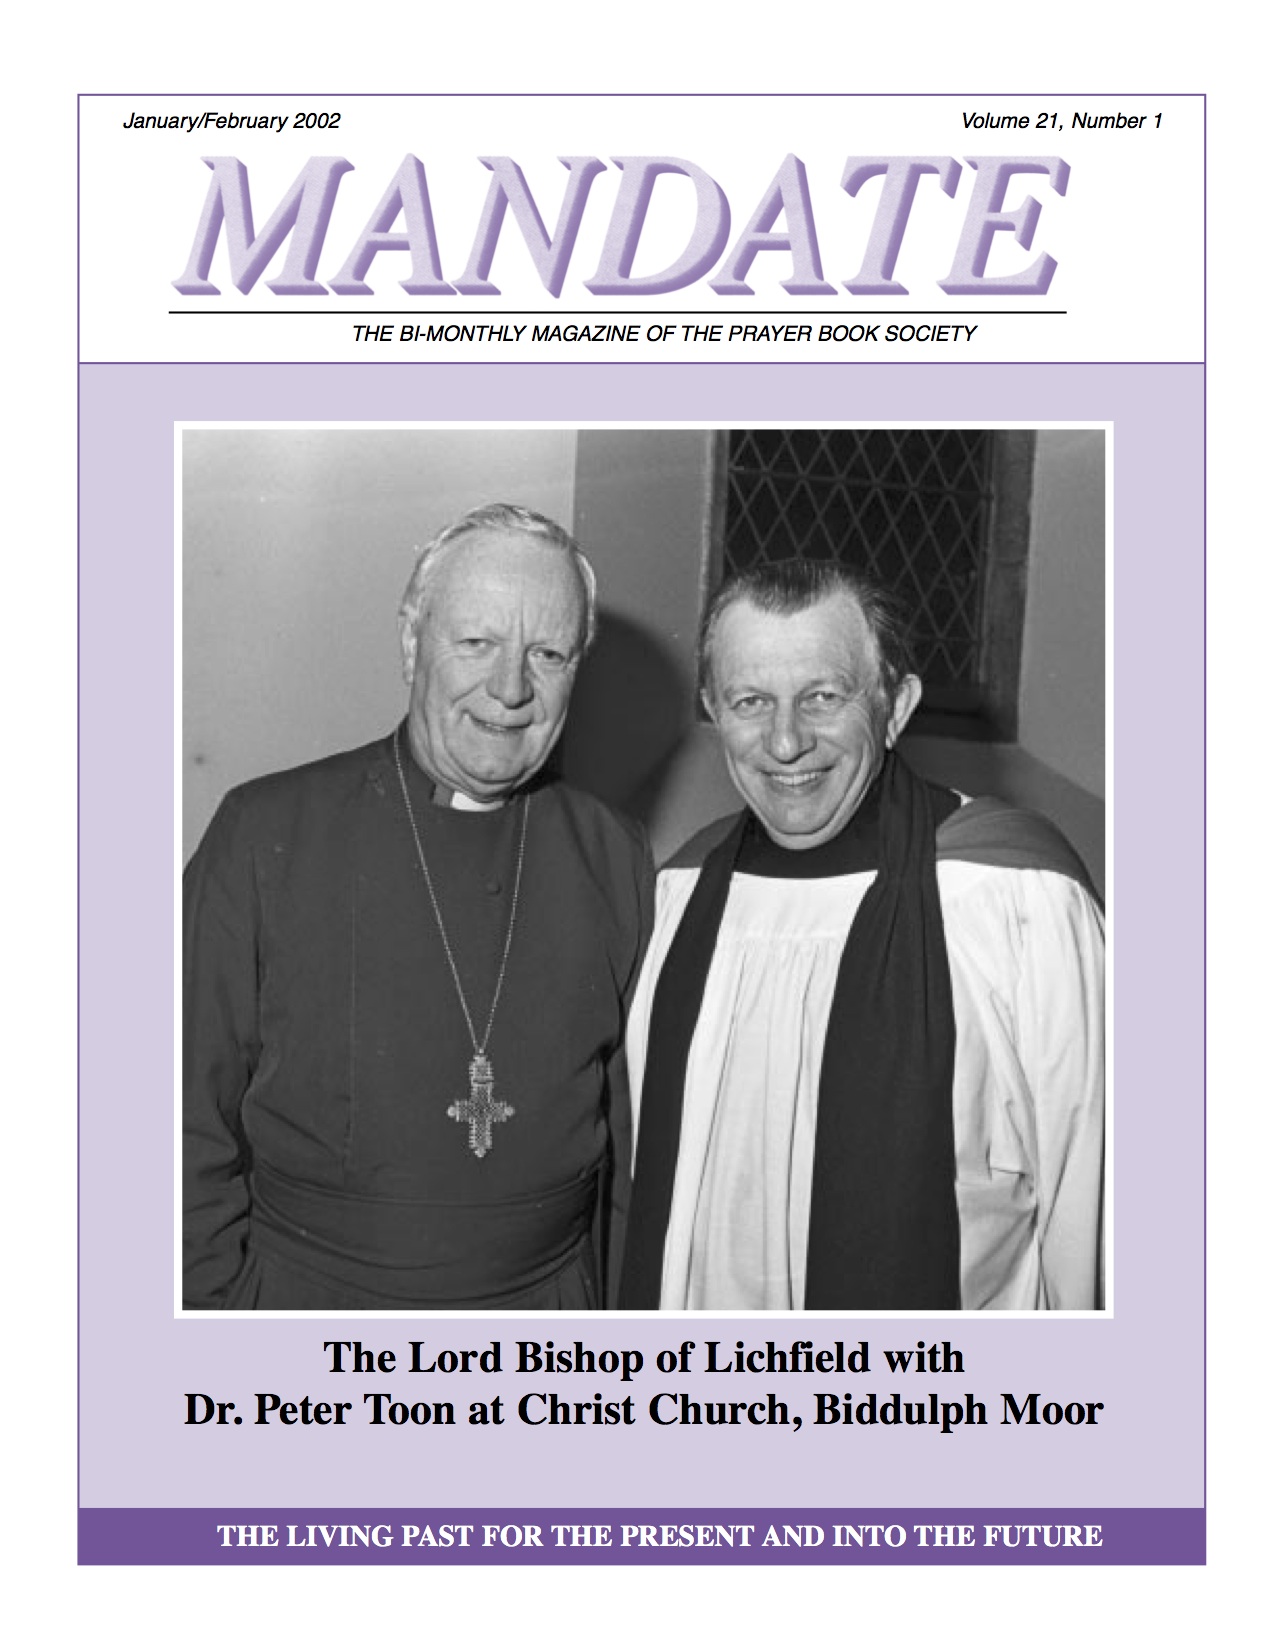 January/February 2002
Volume 21, Number 1
MANDATE
THE BI-MONTHLY MAGAZINE OF THE PRAYER BOOK SOCIETY
The Lord Bishop of Lichfield with
Dr. Peter Toon at Christ Church, Biddulph Moor
THE LIVING PAST FOR THE PRESENT AND INTO THE FUTURE